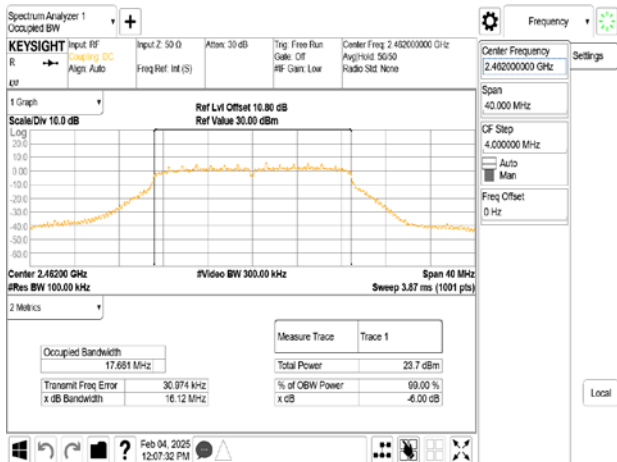 Spectrum Analyzer 1
Occupied BW
Frequency
KEYSIGHT
R
Input: RF
Coupling: DC
Align: Auto
Input Z: 50 Ω
Freq Ref: Int (S)
Atten: 30 dB
Trig: Free Run
Gate: Off
#IF Gain: Low
Center Freq: 2.462000000 GHz
Avg|Hold: 50/50
Radio Std: None
Center Frequency
2.462000000 GHz
Settings
Span
40.000 MHz
CF Step
4.000000 MHz
Auto
Man
Freq Offset
0 Hz
Local
1 Graph
Scale/Div 10.0 dB
Ref Lvl Offset 10.80 dB
Ref Value 30.00 dBm
Log
20.0
10.0
0.00
-10.0
-20.0
-30.0
-40.0
-50.0
-60.0
Center 2.46200 GHz
#Video BW 300.00 kHz
Span 40 MHz
#Res BW 100.00 kHz
Sweep 3.87 ms (1001 pts)
2 Metrics
Measure Trace Trace 1
Occupied Bandwidth
17.661 MHz
Total Power 23.7 dBm
Transmit Freq Error 30.974 kHz
% of OBW Power 99.00 %
x dB Bandwidth 16.12 MHz
x dB -6.00 dB
?
Feb 04, 2025
12:07:32 PM